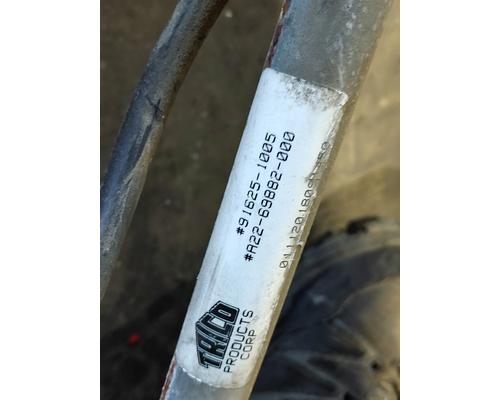 #91625-1005
#A22-69882-000
TRICO
PRODUCTS
CORP